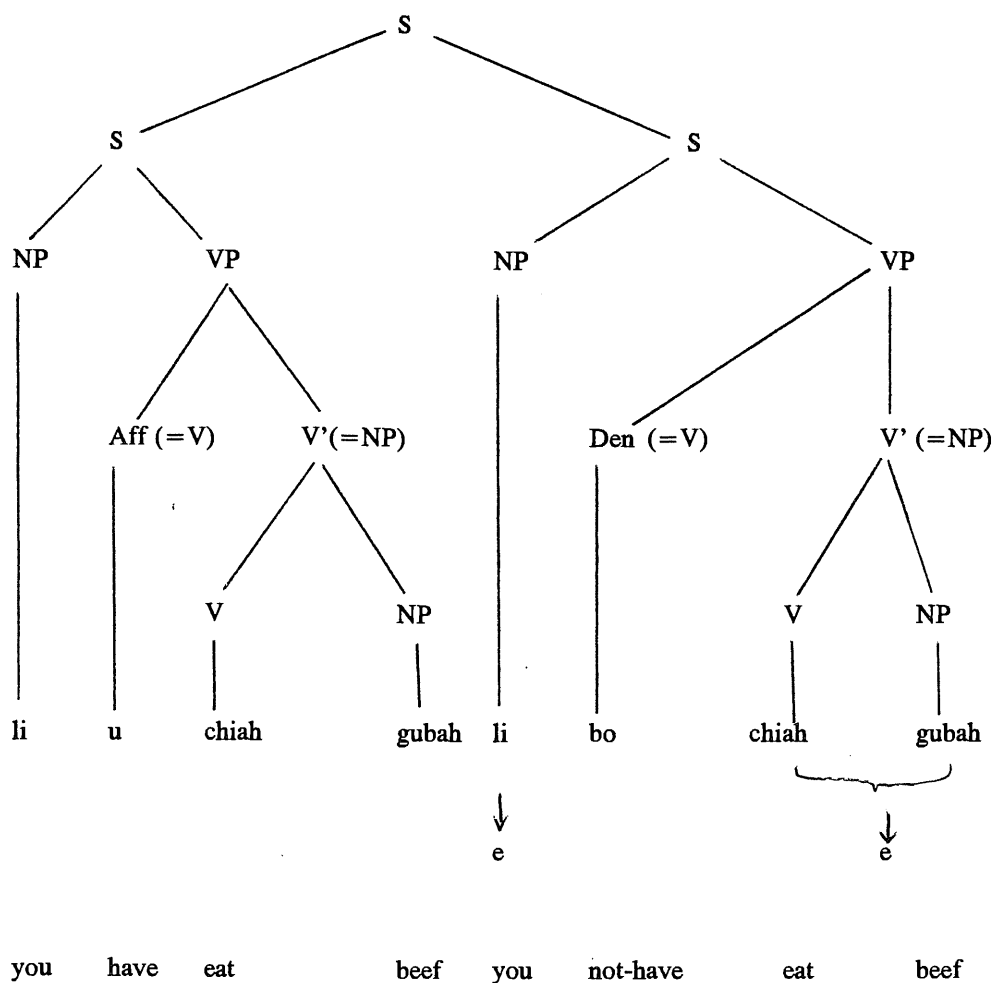 S
S S
NP VP NP VP
Aff (=V) V'(=NP) Den (=V) V' (=NP)
V NP V NP
li u chiah gubah li bo chiah gubah
e e
you have eat beef you not-have eat beef